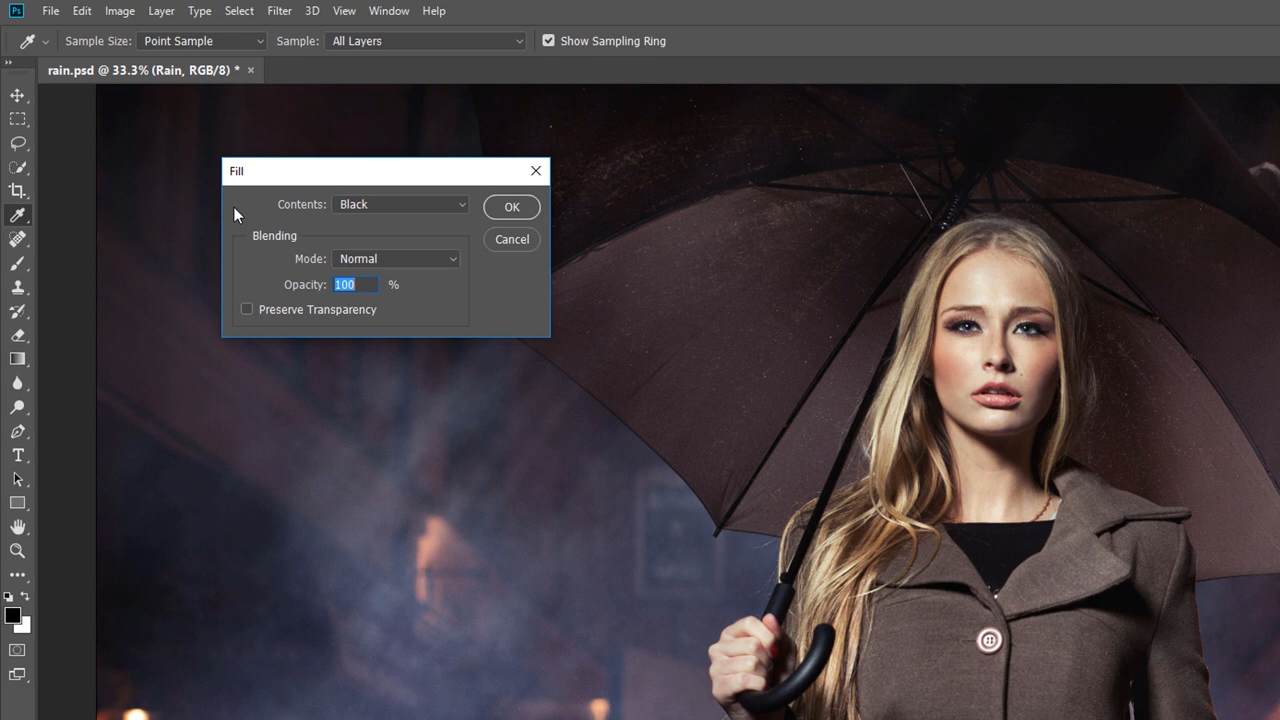 Ps File Edit Image Layer Type Select Filter 3D View Window Help
Sample Size: Point Sample Sample: All Layers Show Sampling Ring
rain.psd @ 33.3% (Rain, RGB/8) * ×
Fill
Contents: Black OK
Blending Cancel
Mode: Normal
Opacity: 100 %
Preserve Transparency
T